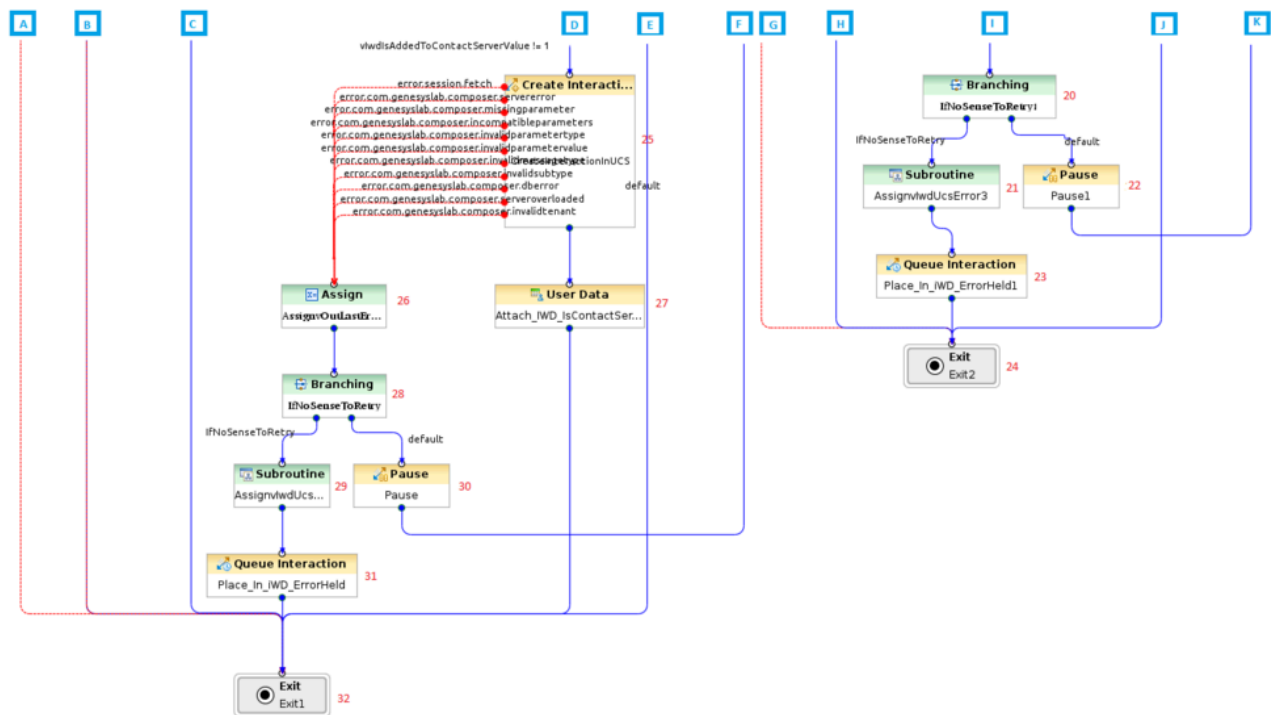 A
B
C
D
E
F
G
H
I
J
K
vIwdIsAddedToContactServerValue != 1
Create Interacti...
error.session.fetch
error.com.genesyslab.composer.servererror
error.com.genesyslab.composer.missingparameter
error.com.genesyslab.composer.incompatibleparameters
error.com.genesyslab.composer.invalidparametertype
error.com.genesyslab.composer.invalidparametervalue
error.com.genesyslab.composer.invalidsubtype
error.com.genesyslab.composer.dberror
error.com.genesyslab.composer.serveroverloaded
error.com.genesyslab.composer.invalidtenant
25
default
Assign
AssignvOutLastEr...
26
User Data
Attach_IWD_IsContactSer...
27
Branching
IfNoSenseToRetry
28
IfNoSenseToRetry
default
Subroutine
AssignvIwdUcs...
29
Pause
Pause
30
Queue Interaction
Place_In_iWD_ErrorHeld
31
Exit
Exit1
32
Branching
IfNoSenseToRetry1
20
IfNoSenseToRetry
default
Subroutine
AssignvIwdUcsError3
21
Pause
Pause1
22
Queue Interaction
Place_In_iWD_ErrorHeld1
23
Exit
Exit2
24